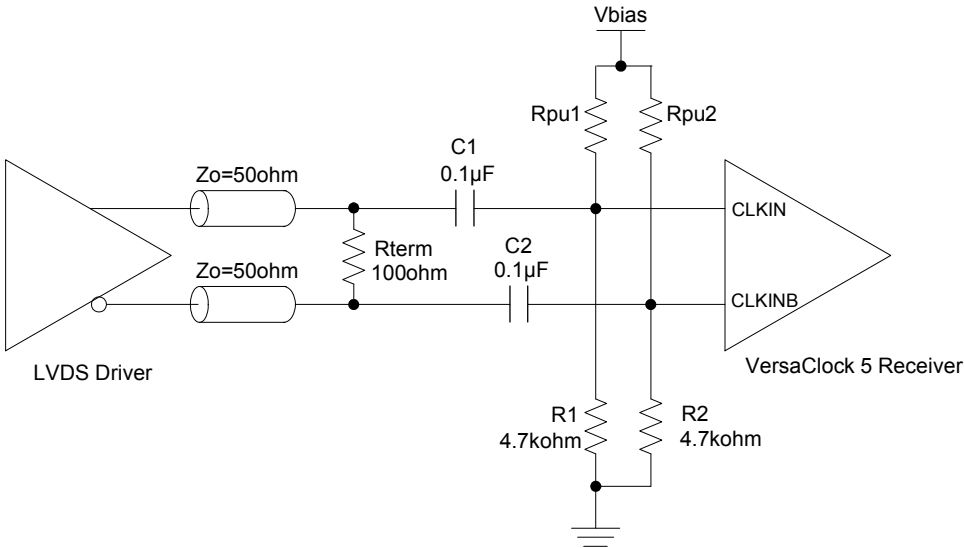 Vbias
Rpu1
Rpu2
C1
0.1µF
Zo=50ohm
CLKIN
Rterm
100ohm
C2
0.1µF
Zo=50ohm
CLKINB
LVDS Driver
VersaClock 5 Receiver
R1
4.7kohm
R2
4.7kohm